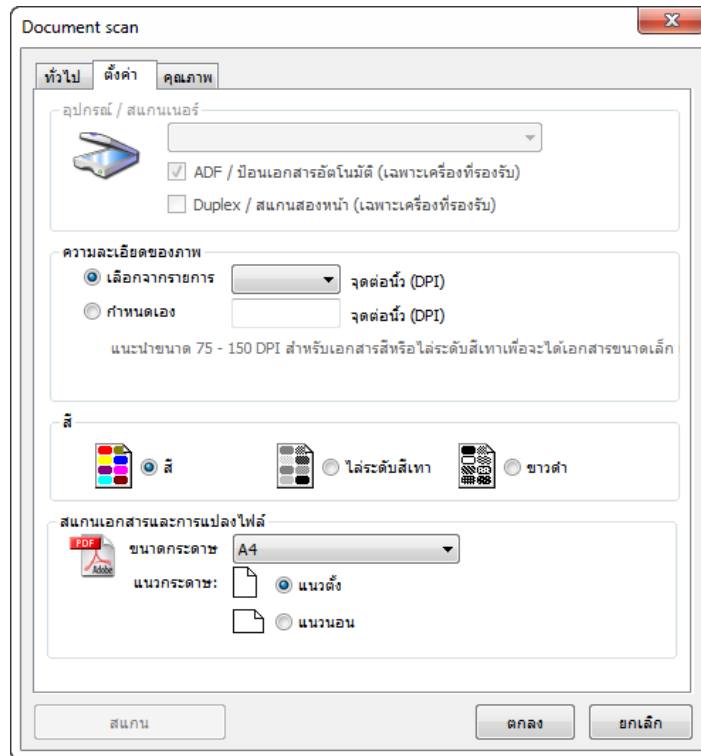 Document scan
ทั่วไป ตั้งค่า คุณภาพ
อุปกรณ์ / สแกนเนอร์
ADF / ป้อนเอกสารอัตโนมัติ (เฉพาะเครื่องที่รองรับ)
Duplex / สแกนสองหน้า (เฉพาะเครื่องที่รองรับ)
ความละเอียดของภาพ
เลือกจากรายการ จุดต่อนิ้ว (DPI)
กำหนดเอง จุดต่อนิ้ว (DPI)
แนะนำขนาด 75 - 150 DPI สำหรับเอกสารสีหรือไล่ระดับสีเทาเพื่อจะได้เอกสารขนาดเล็ก
สี
สี ไล่ระดับสีเทา ขาวดำ
สแกนเอกสารและการแปลงไฟล์
PDF
Adobe
ขนาดกระดาษ A4
แนวกระดาษ: แนวตั้ง
แนวนอน
สแกน ตกลง ยกเลิก